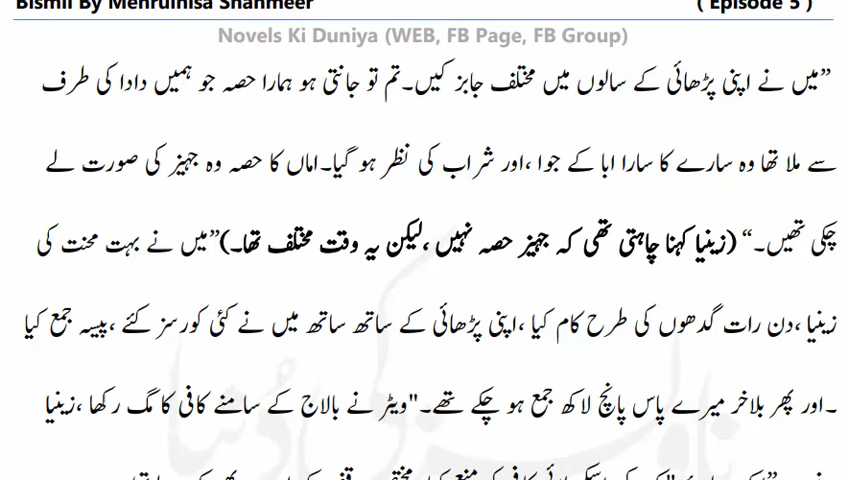 Bismil By Mehrulnisa Shahmeer ( Episode 5 )
Novels Ki Duniya (WEB, FB Page, FB Group)
”میں نے اپنی پڑھائی کے سالوں میں مختلف جابز کیں۔تم تو جانتی ہو ہمارا حصہ جو ہمیں دادا کی طرف
سے ملا تھا وہ سارے کا سارا ابا کے جوا ،اور شراب کی نظر ہو گیا۔اماں کا حصہ وہ جہیز کی صورت لے
چکی تھیں۔“ (زینیا کہنا چاہتی تھی کہ جہیز حصہ نہیں ،لیکن یہ وقت مختلف تھا۔)”میں نے بہت محنت کی
زینیا ،دن رات گدھوں کی طرح کام کیا ،اپنی پڑھائی کے ساتھ ساتھ میں نے کئی کورسز کئے ،پیسہ جمع کیا
۔اور پھر بلاخر میرے پاس پانچ لاکھ جمع ہو چکے تھے۔"ویٹر نے بالاج کے سامنے کافی کا مگ رکھا ،زینیا